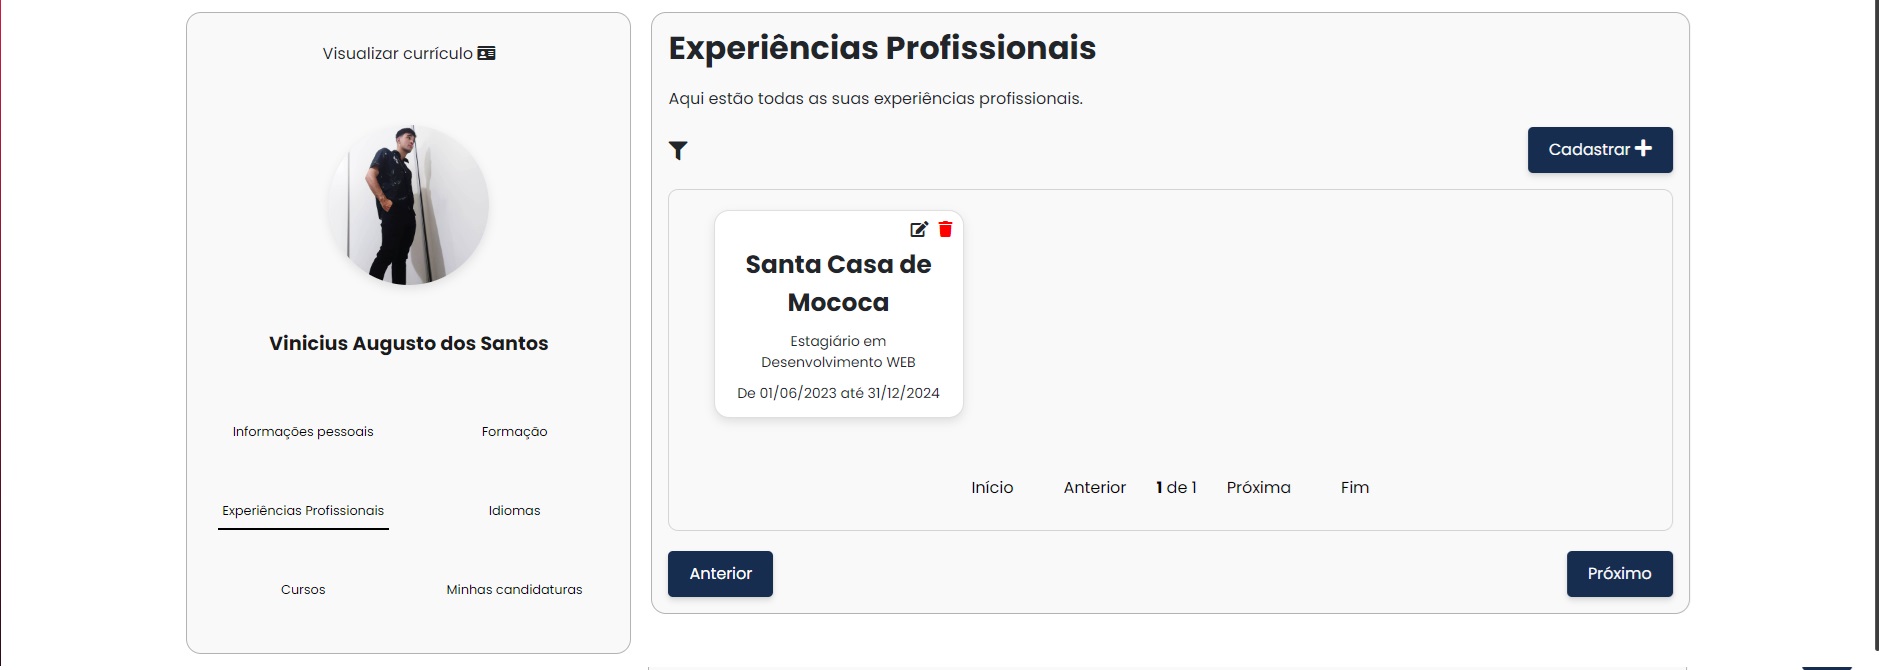 Visualizar currículo
Vinicius Augusto dos Santos
Informações pessoais
Formação
Experiências Profissionais
Idiomas
Cursos
Minhas candidaturas
Experiências Profissionais
Aqui estão todas as suas experiências profissionais.
Cadastrar
Santa Casa de
Mococa
Estagiário em
Desenvolvimento WEB
De 01/06/2023 até 31/12/2024
Início Anterior 1 de 1 Próxima Fim
Anterior
Próximo